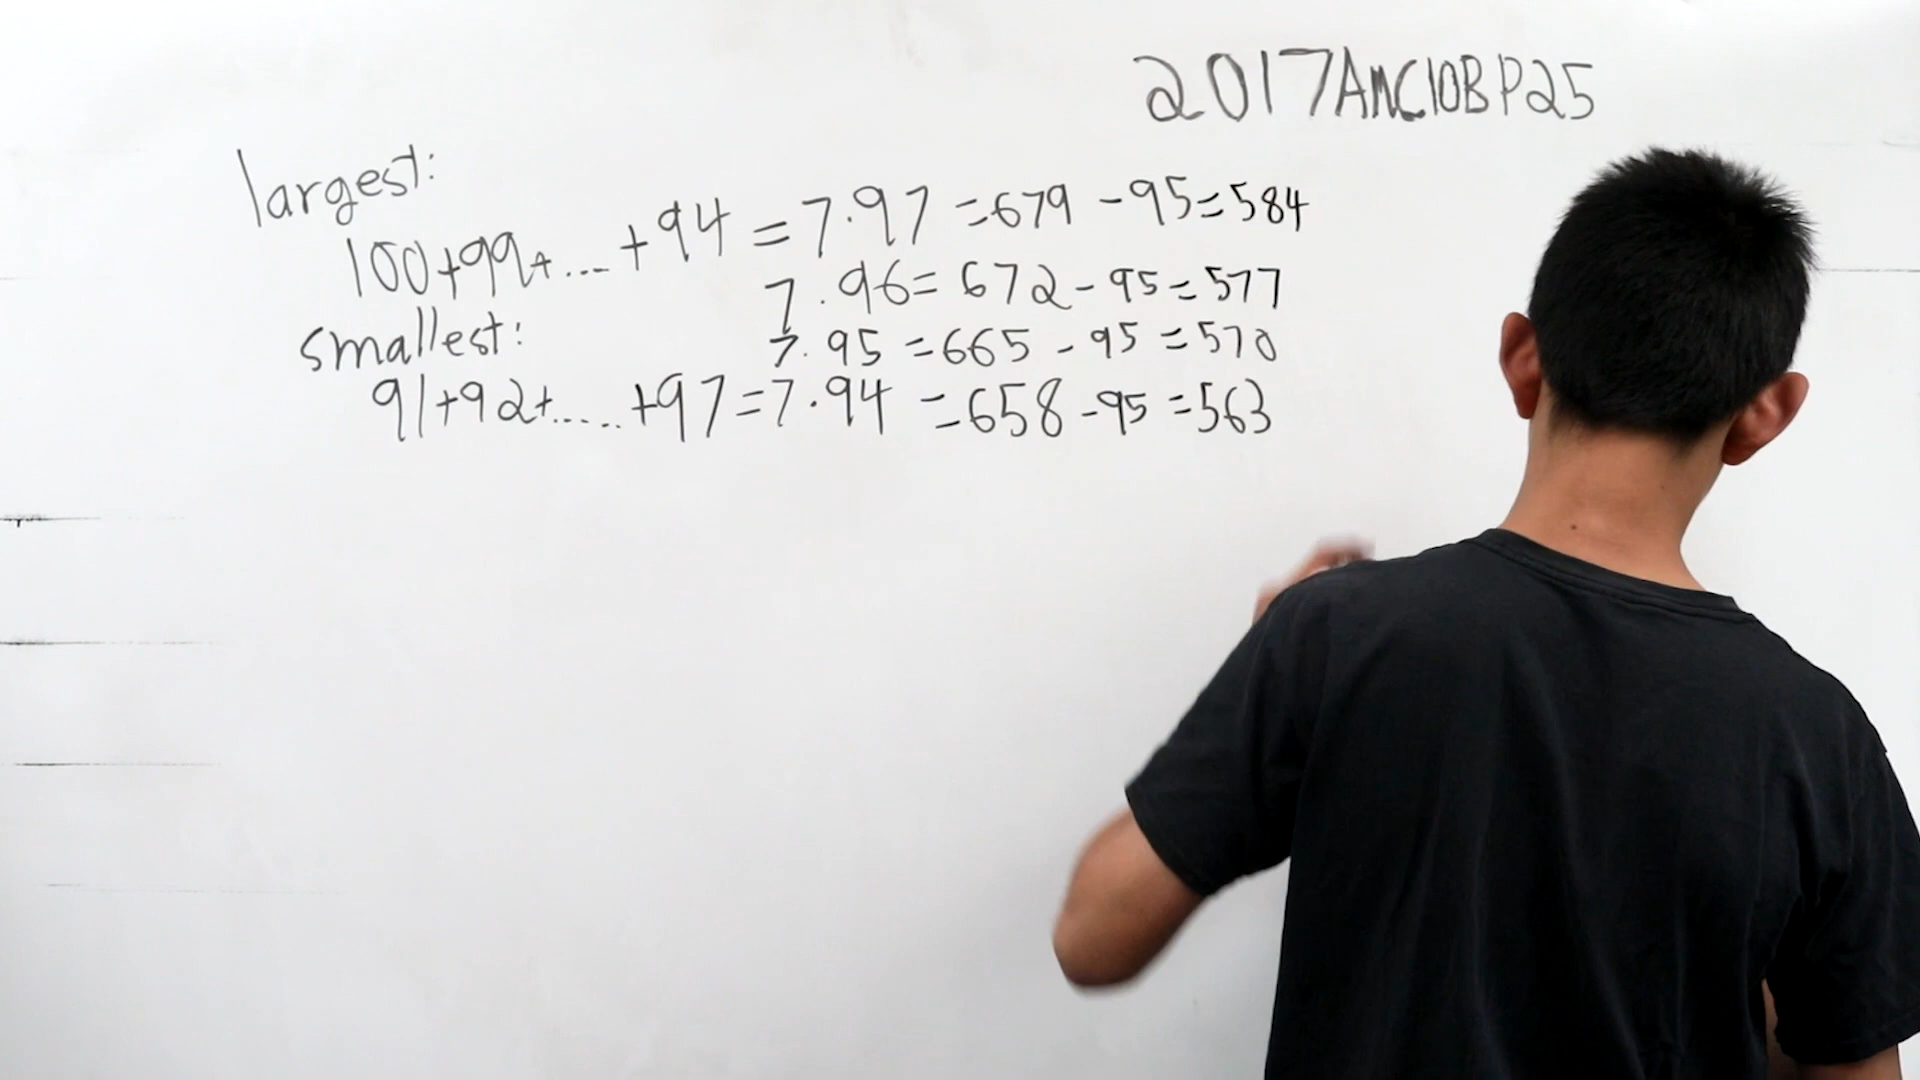 2017AMC10BP25
largest:
100+99+....+94=7.97=679-95=584
7.96=672-95=577
smallest:
7.95=665-95=570
91+92+.....+97=7.94=658-95=563